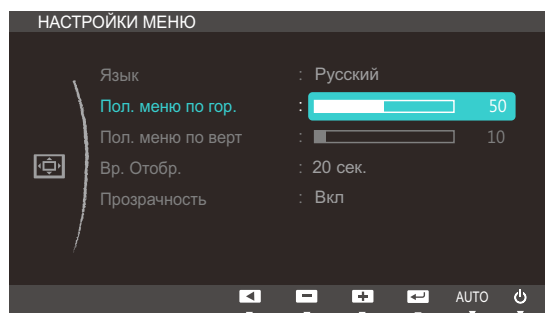 НАСТРОЙКИ МЕНЮ
Язык : Русский
Пол. меню по гор. : 50
Пол. меню по верт : 10
Вр. Отобр. : 20 сек.
Прозрачность : Вкл
AUTO